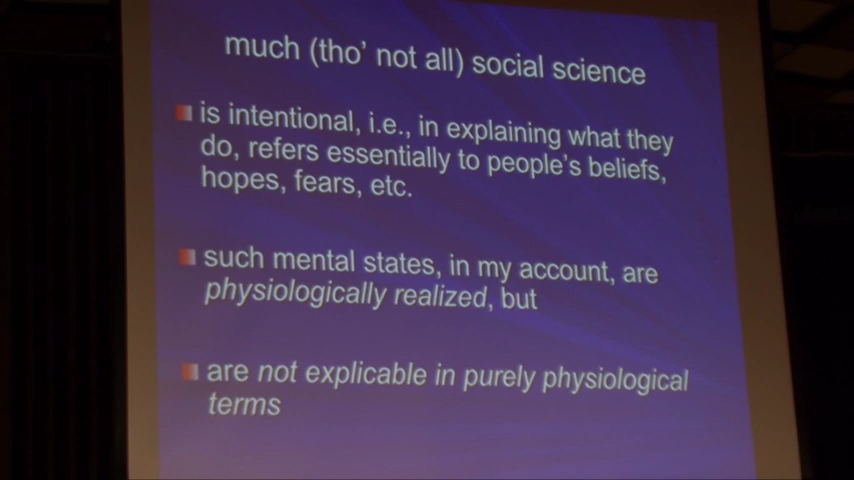 much (tho' not all) social science
is intentional, i.e., in explaining what they
do, refers essentially to people's beliefs,
hopes, fears, etc.
such mental states, in my account, are
physiologically realized, but
are not explicable in purely physiological
terms